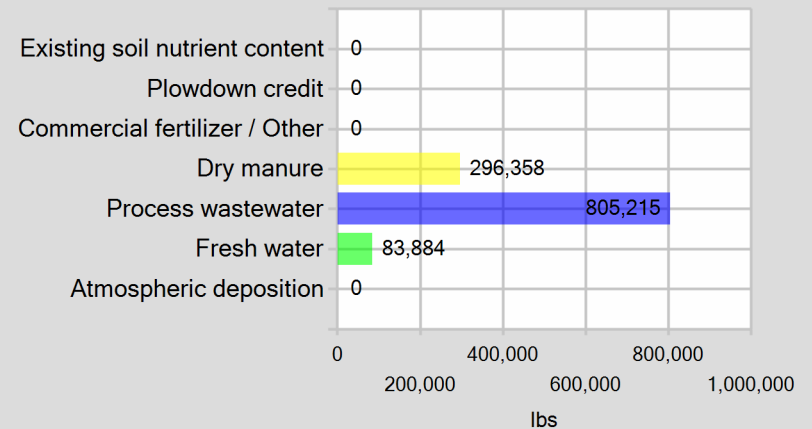 Existing soil nutrient content 0
Plowdown credit 0
Commercial fertilizer / Other 0
Dry manure 296,358
Process wastewater 805,215
Fresh water 83,884
Atmospheric deposition 0
0 400,000 800,000
200,000 600,000 1,000,000
lbs